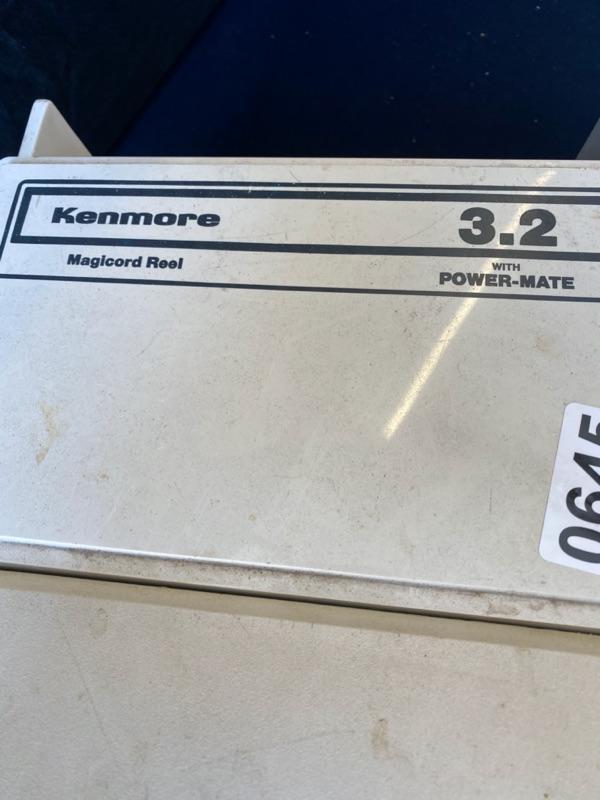 Kenmore
3.2
Magicord Reel
WITH
POWER-MATE
0645